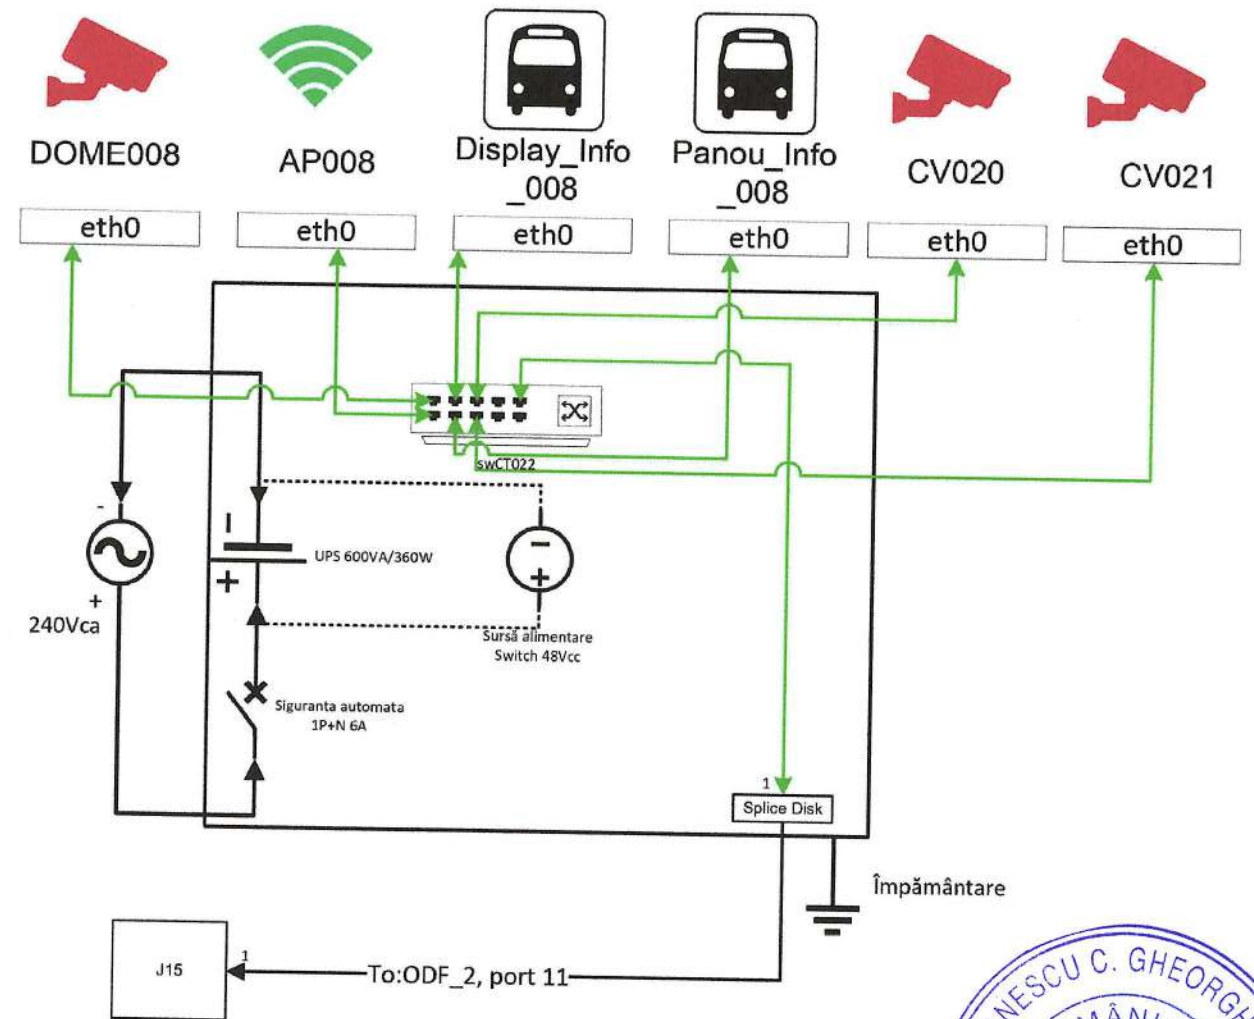 DOME008
AP008
Display_Info
_008
Panou_Info
_008
CV020
CV021
eth0
eth0
eth0
eth0
eth0
eth0
swCT022
-
UPS 600VA/360W
+
-
+
240Vca
-
+
Sursă alimentare
Switch 48Vcc
Siguranta automata
1P+N 6A
1
Splice Disk
Împământare
J15
1
To:ODF_2, port 11
NESCU C. GHEORGH